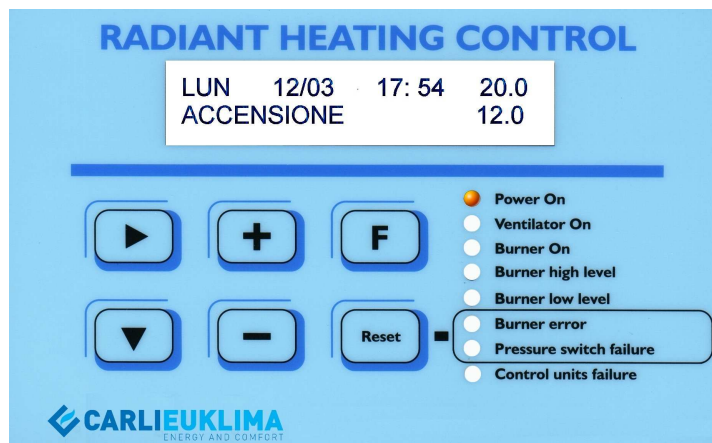 RADIANT HEATING CONTROL
LUN 12/03 17:54 20.0
ACCENSIONE 12.0
Power On
Ventilator On
Burner On
Burner high level
Burner low level
Burner error
Pressure switch failure
Control units failure
F
Reset
CARLIEUKLIMA
ENERGY AND COMFORT